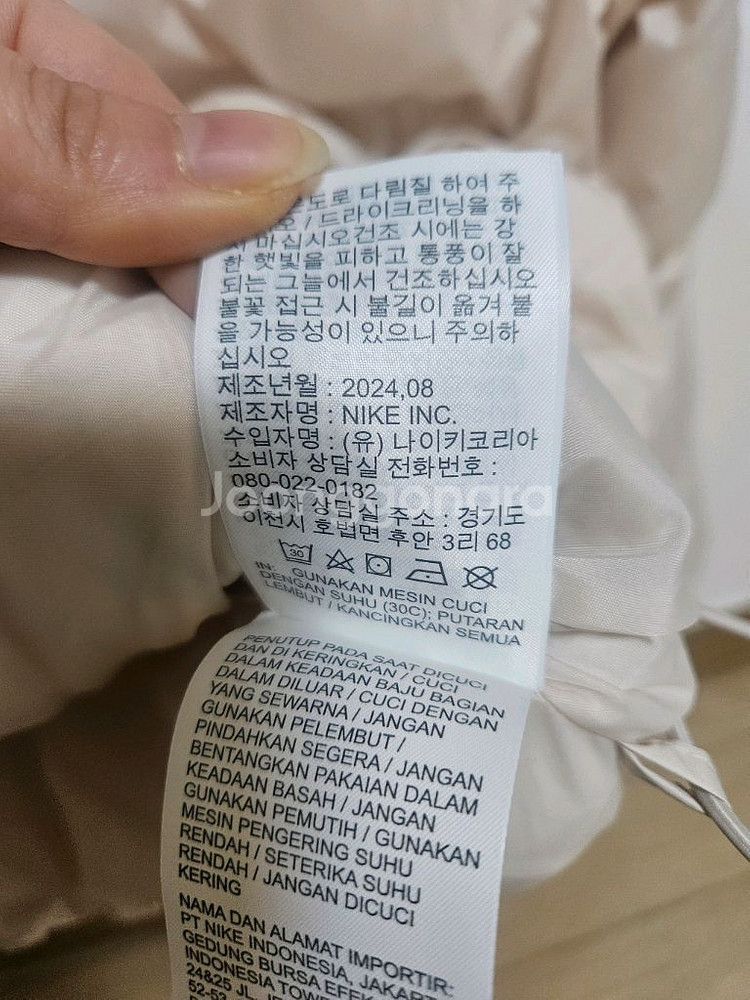 도로 다림질 하여 주
오 / 드라이크리닝을 하
마십시오건조 시에는 강
한 햇빛을 피하고 통풍이 잘
되는 그늘에서 건조하십시오
불꽃 접근 시 불길이 옮겨 붙
을 가능성이 있으니 주의하
십시오
제조년월 : 2024,08
제조자명 : NIKE INC.
수입자명 : (유) 나이키코리아
소비자 상담실 전화번호 :
080-022-0182
소비자 상담실 주소 : 경기도
이천시 호법면 후안 3리 68
30
IN: GUNAKAN MESIN CUCI
DENGAN SUHU (30C); PUTARAN
LEMBUT / KANCINGKAN SEMUA
PENUTUP PADA SAAT DICUCI
DAN DI KERINGKAN / CUCI
DALAM KEADAAN BAJU BAGIAN
DALAM DILUAR / CUCI DENGAN
YANG SEWARNA / JANGAN
GUNAKAN PELEMBUT /
PINDAHKAN SEGERA / JANGAN
BENTANGKAN PAKAIAN DALAM
KEADAAN BASAH / JANGAN
GUNAKAN PEMUTIH / GUNAKAN
MESIN PENGERING SUHU
RENDAH / SETERIKA SUHU
RENDAH / JANGAN DICUCI
KERING
NAMA DAN ALAMAT IMPORTIR:
PT NIKE INDONESIA, JAKART
GEDUNG BURSA EFEK
INDONESIA TOWE
24&25 JL.
52-53
Joonggonara